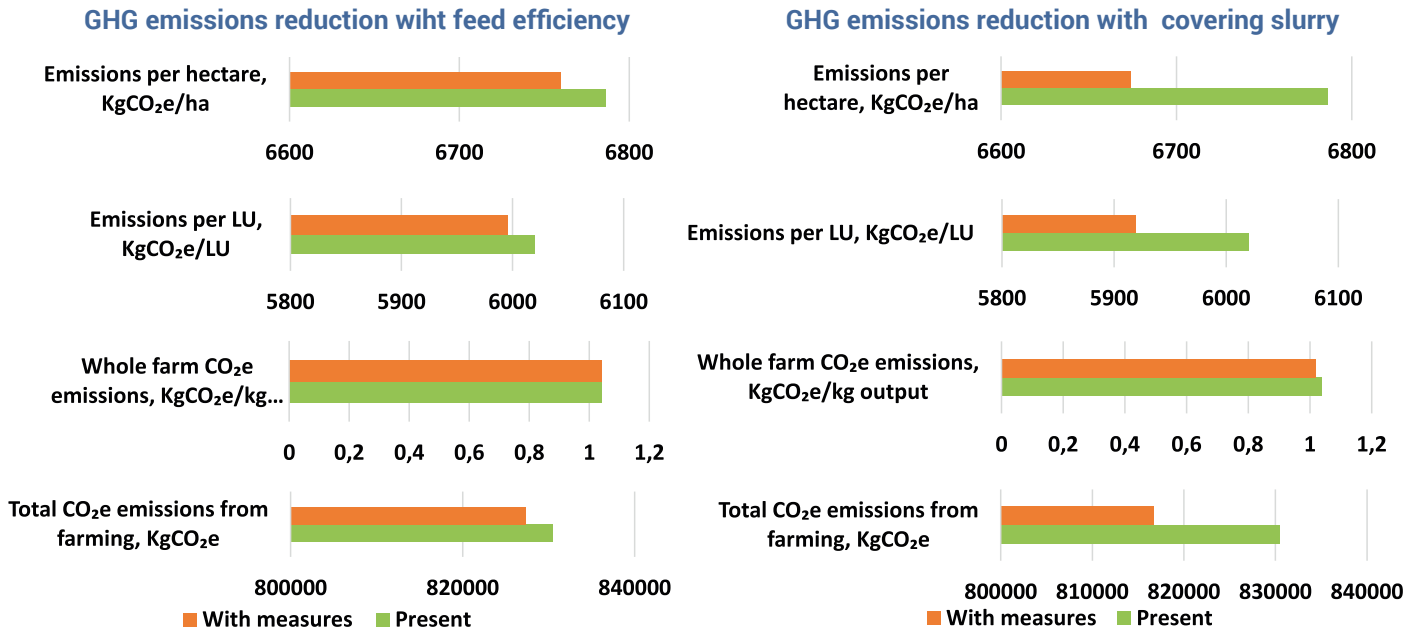 GHG emissions reduction wiht feed efficiency
Emissions per hectare,
KgCO₂e/ha
6600 6700 6800
Emissions per LU,
KgCO₂e/LU
5800 5900 6000 6100
Whole farm CO₂e
emissions, KgCO₂e/kg...
0 0,2 0,4 0,6 0,8 1 1,2
Total CO₂e emissions from
farming, KgCO₂e
800000 820000 840000
With measures Present
GHG emissions reduction with covering slurry
Emissions per
hectare, KgCO₂e/ha
6600 6700 6800
Emissions per LU, KgCO₂e/LU
5800 5900 6000 6100
Whole farm CO₂e emissions,
KgCO₂e/kg output
0 0,2 0,4 0,6 0,8 1 1,2
Total CO₂e emissions from
farming, KgCO₂e
800000 810000 820000 830000 840000
With measures Present